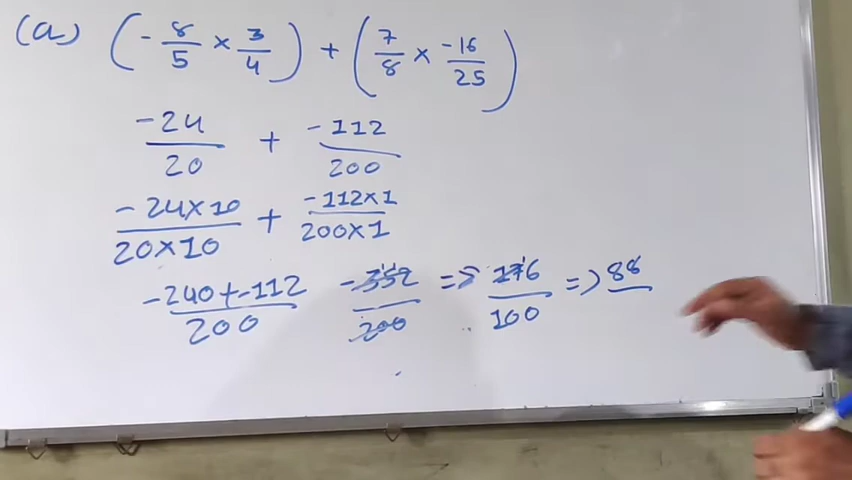 (a) (-8/5 × 3/4) + (7/8 × -16/25)
-24/20 + -112/200
-24×10/20×10 + -112×1/200×1
-240+-112/200 -352/200 => 176/100 => 88